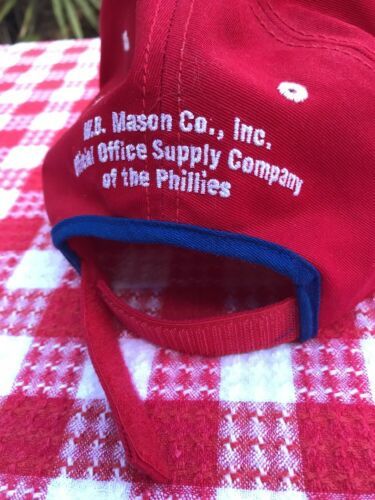 W.B. Mason Co., Inc.
Official Office Supply Company
of the Phillies